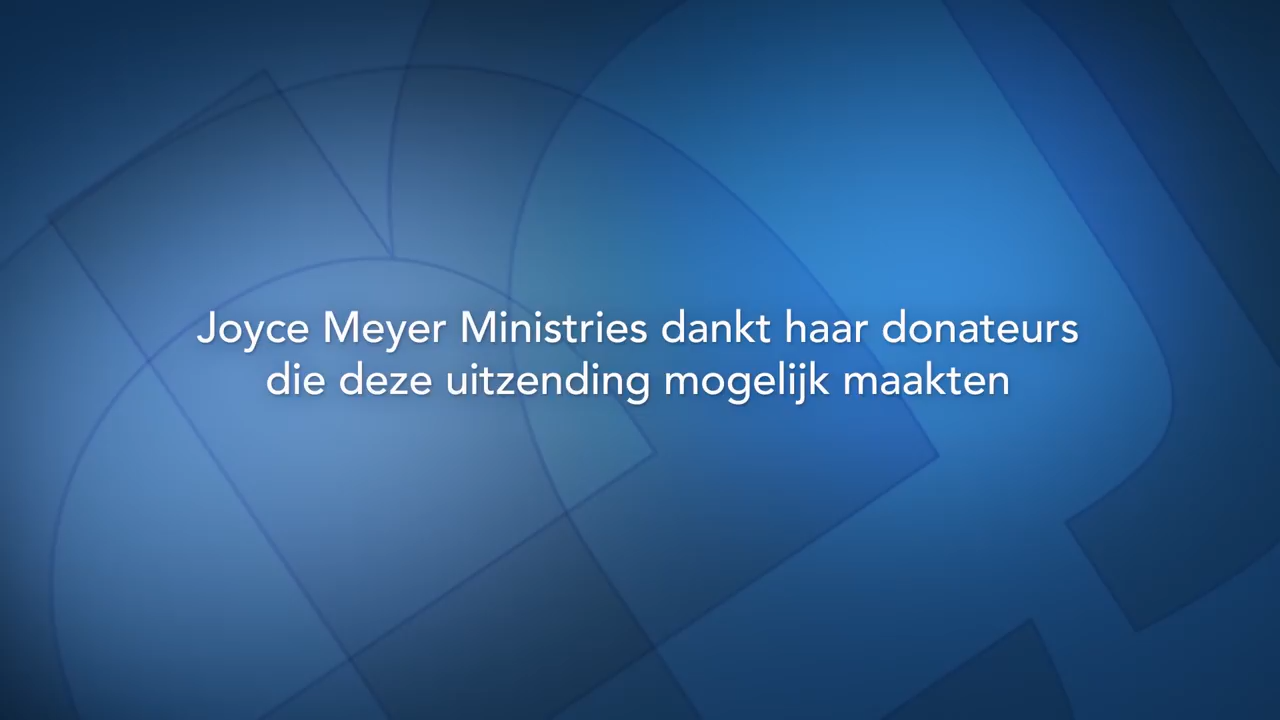 Joyce Meyer Ministries dankt haar donateurs
die deze uitzending mogelijk maakten